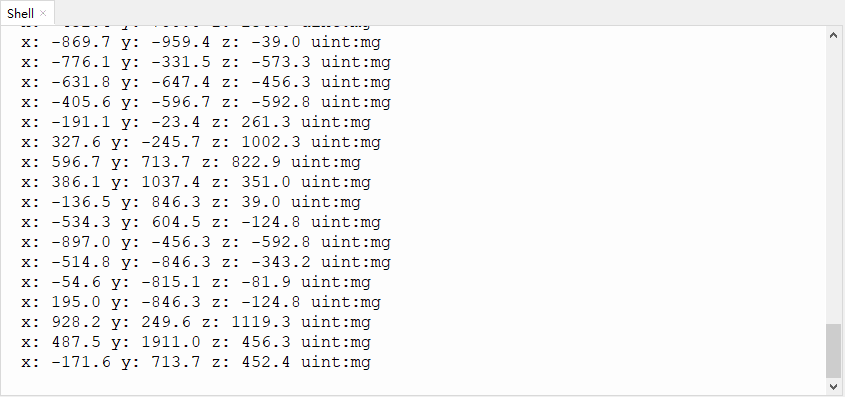 Shell
x: -869.7 y: -959.4 z: -39.0 uint:mg
x: -776.1 y: -331.5 z: -573.3 uint:mg
x: -631.8 y: -647.4 z: -456.3 uint:mg
x: -405.6 y: -596.7 z: -592.8 uint:mg
x: -191.1 y: -23.4 z: 261.3 uint:mg
x: 327.6 y: -245.7 z: 1002.3 uint:mg
x: 596.7 y: 713.7 z: 822.9 uint:mg
x: 386.1 y: 1037.4 z: 351.0 uint:mg
x: -136.5 y: 846.3 z: 39.0 uint:mg
x: -534.3 y: 604.5 z: -124.8 uint:mg
x: -897.0 y: -456.3 z: -592.8 uint:mg
x: -514.8 y: -846.3 z: -343.2 uint:mg
x: -54.6 y: -815.1 z: -81.9 uint:mg
x: 195.0 y: -846.3 z: -124.8 uint:mg
x: 928.2 y: 249.6 z: 1119.3 uint:mg
x: 487.5 y: 1911.0 z: 456.3 uint:mg
x: -171.6 y: 713.7 z: 452.4 uint:mg